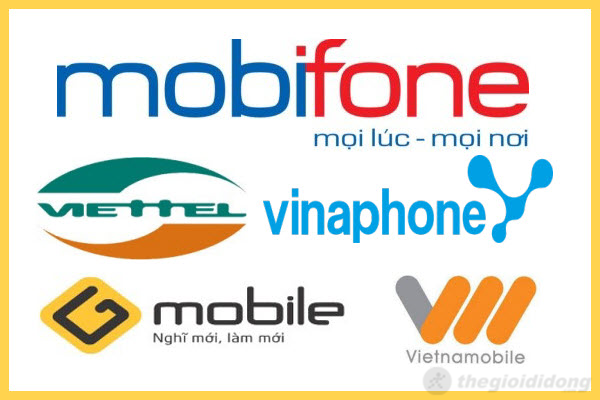 mobifone
mọi lúc - mọi nơi
VIETTEL
vinaphone
G mobile
Nghĩ mới, làm mới
Vietnamobile
thegioididong